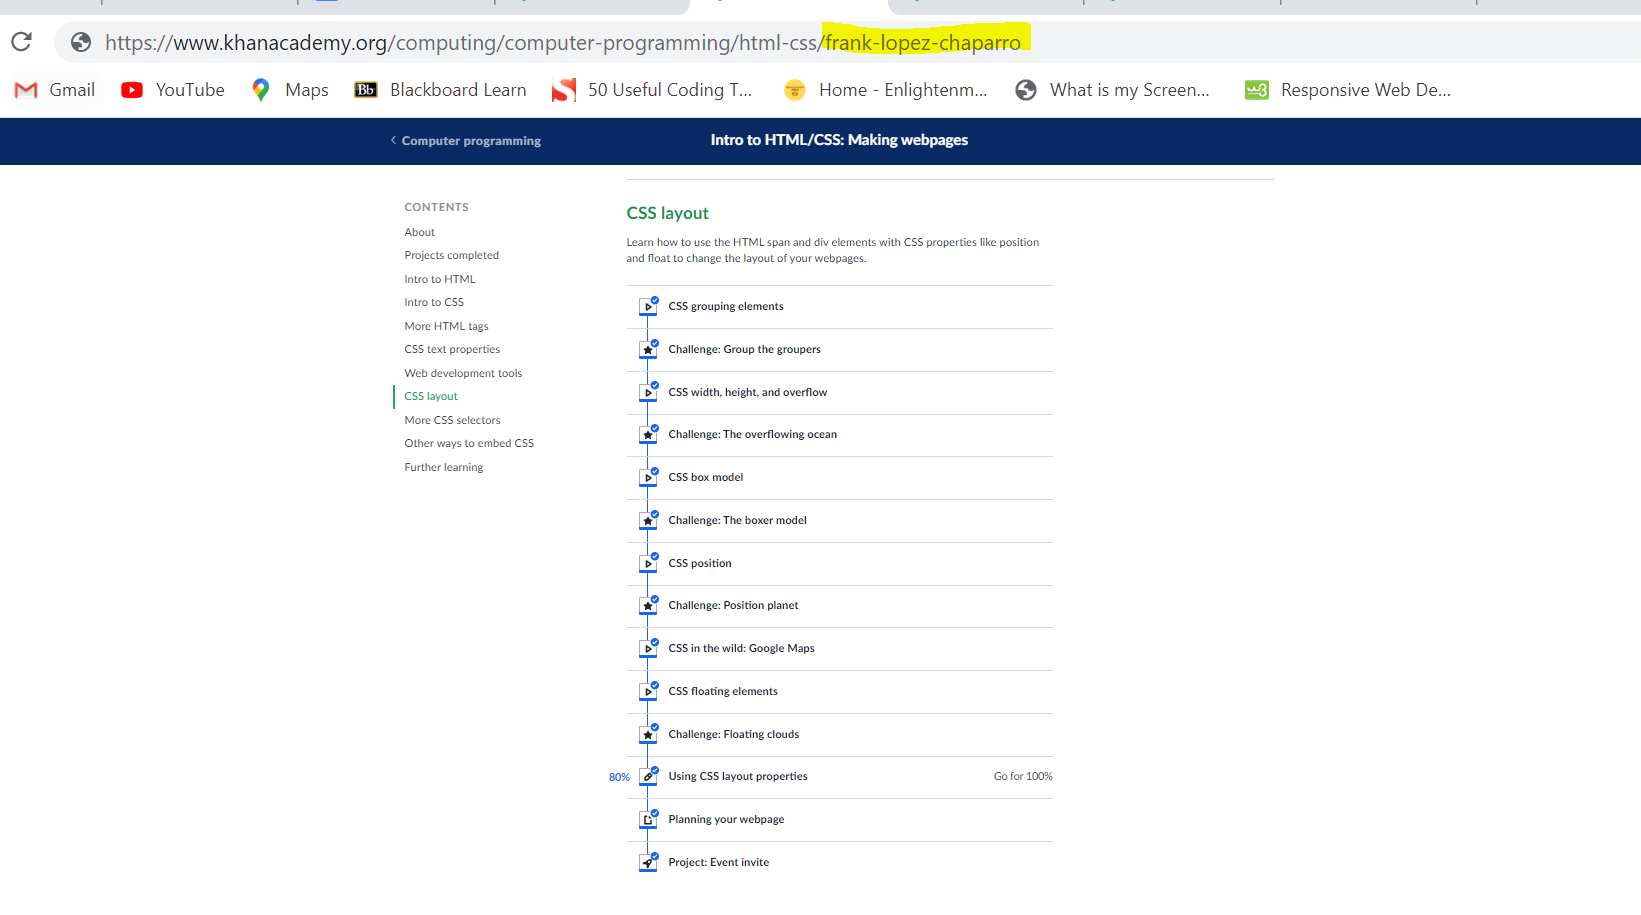 https://www.khanacademy.org/computing/computer-programming/html-css/frank-lopez-chaparro
Gmail YouTube Maps Bb Blackboard Learn 50 Useful Coding T... Home - Enlightenm... What is my Screen... w3 Responsive Web De...
Computer programming Intro to HTML/CSS: Making webpages
CONTENTS
About
Projects completed
Intro to HTML
Intro to CSS
More HTML tags
CSS text properties
Web development tools
CSS layout
More CSS selectors
Other ways to embed CSS
Further learning
CSS layout
Learn how to use the HTML span and div elements with CSS properties like position
and float to change the layout of your webpages.
CSS grouping elements
Challenge: Group the groupers
CSS width, height, and overflow
Challenge: The overflowing ocean
CSS box model
Challenge: The boxer model
CSS position
Challenge: Position planet
CSS in the wild: Google Maps
CSS floating elements
Challenge: Floating clouds
80% Using CSS layout properties Go for 100%
Planning your webpage
Project: Event invite